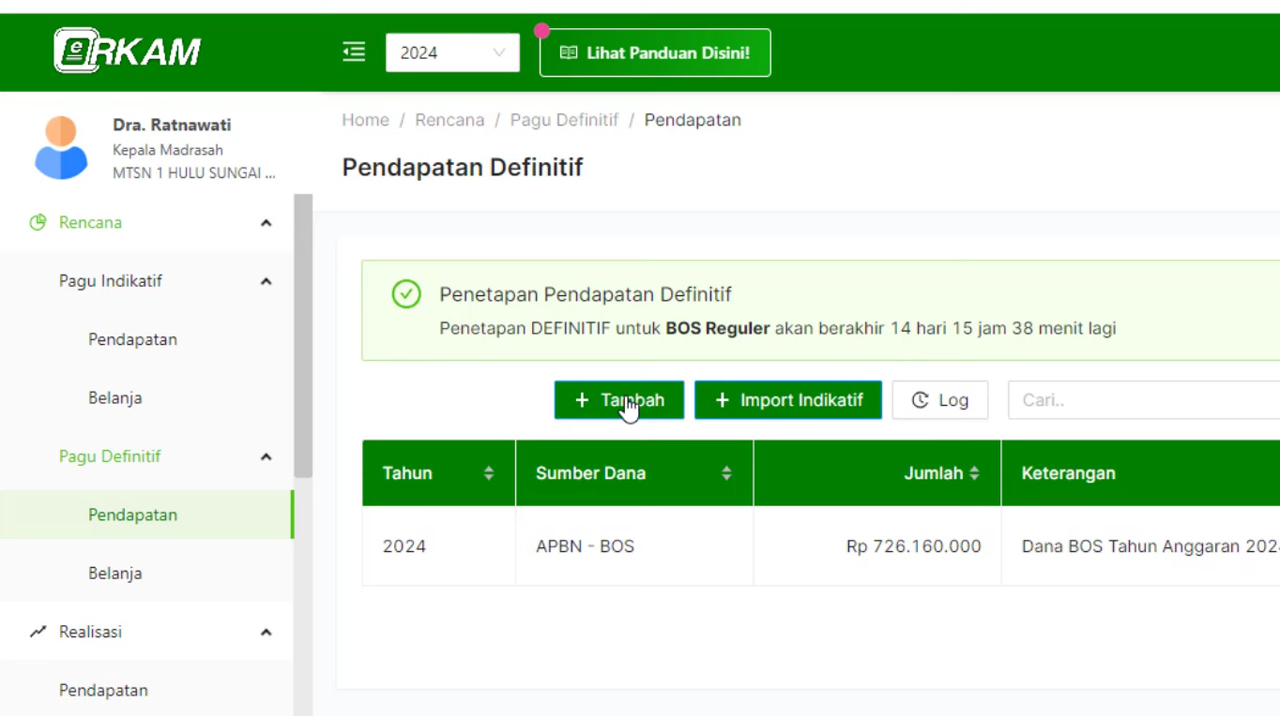 eRKAM
2024
Lihat Panduan Disini!
Dra. Ratnawati
Kepala Madrasah
MTSN 1 HULU SUNGAI ...
Home / Rencana / Pagu Definitif / Pendapatan
Pendapatan Definitif
Rencana
Pagu Indikatif
Pendapatan
Belanja
Pagu Definitif
Pendapatan
Belanja
Realisasi
Pendapatan
Penetapan Pendapatan Definitif
Penetapan DEFINITIF untuk BOS Reguler akan berakhir 14 hari 15 jam 38 menit lagi
+ Tambah + Import Indikatif Log Cari..
Tahun Sumber Dana Jumlah Keterangan
2024 APBN - BOS Rp 726.160.000 Dana BOS Tahun Anggaran 202